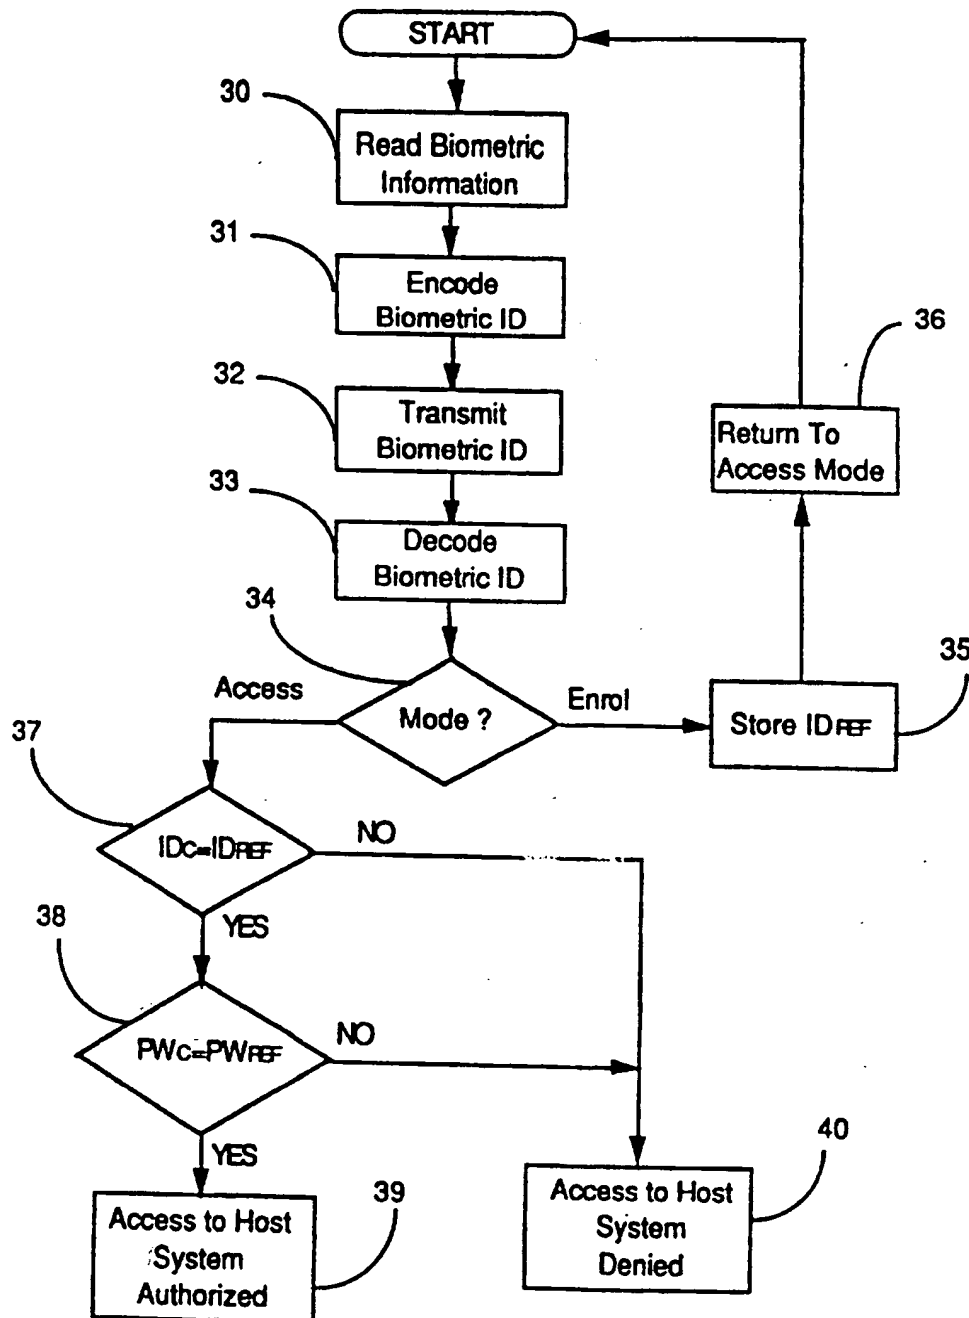 START
30
Read Biometric
Information
31
Encode
Biometric ID
32
Transmit
Biometric ID
33
Decode
Biometric ID
34
Mode ?
Access
Enrol
35
Store IDREF
36
Return To
Access Mode
37
IDC=IDREF
NO
YES
38
PWC=PWREF
NO
YES
39
Access to Host
System
Authorized
40
Access to Host
System
Denied